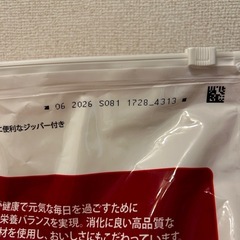 06 2026 S081 1728_4313
に便利なジッパー付き
健康で元気な毎日を過ごすために
栄養バランスを実現。消化に良い高品質な
材を使用し、おいしさにもこだわっています